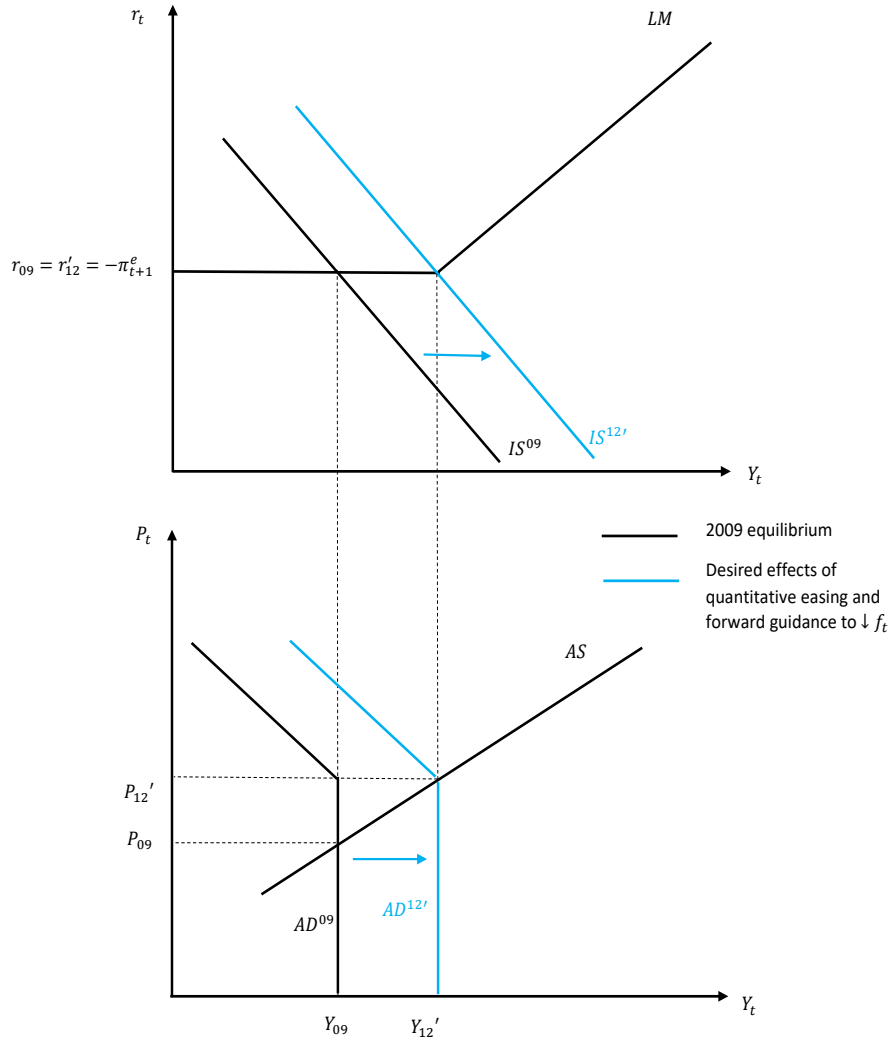 r_t
LM
r_09 = r′_12 = −π^e_{t+1}
IS^09
IS^12′
Y_t
P_t
2009 equilibrium
Desired effects of
quantitative easing and
forward guidance to ↓ f_t
AS
P_12′
P_09
AD^09
AD^12′
Y_09
Y_12′
Y_t